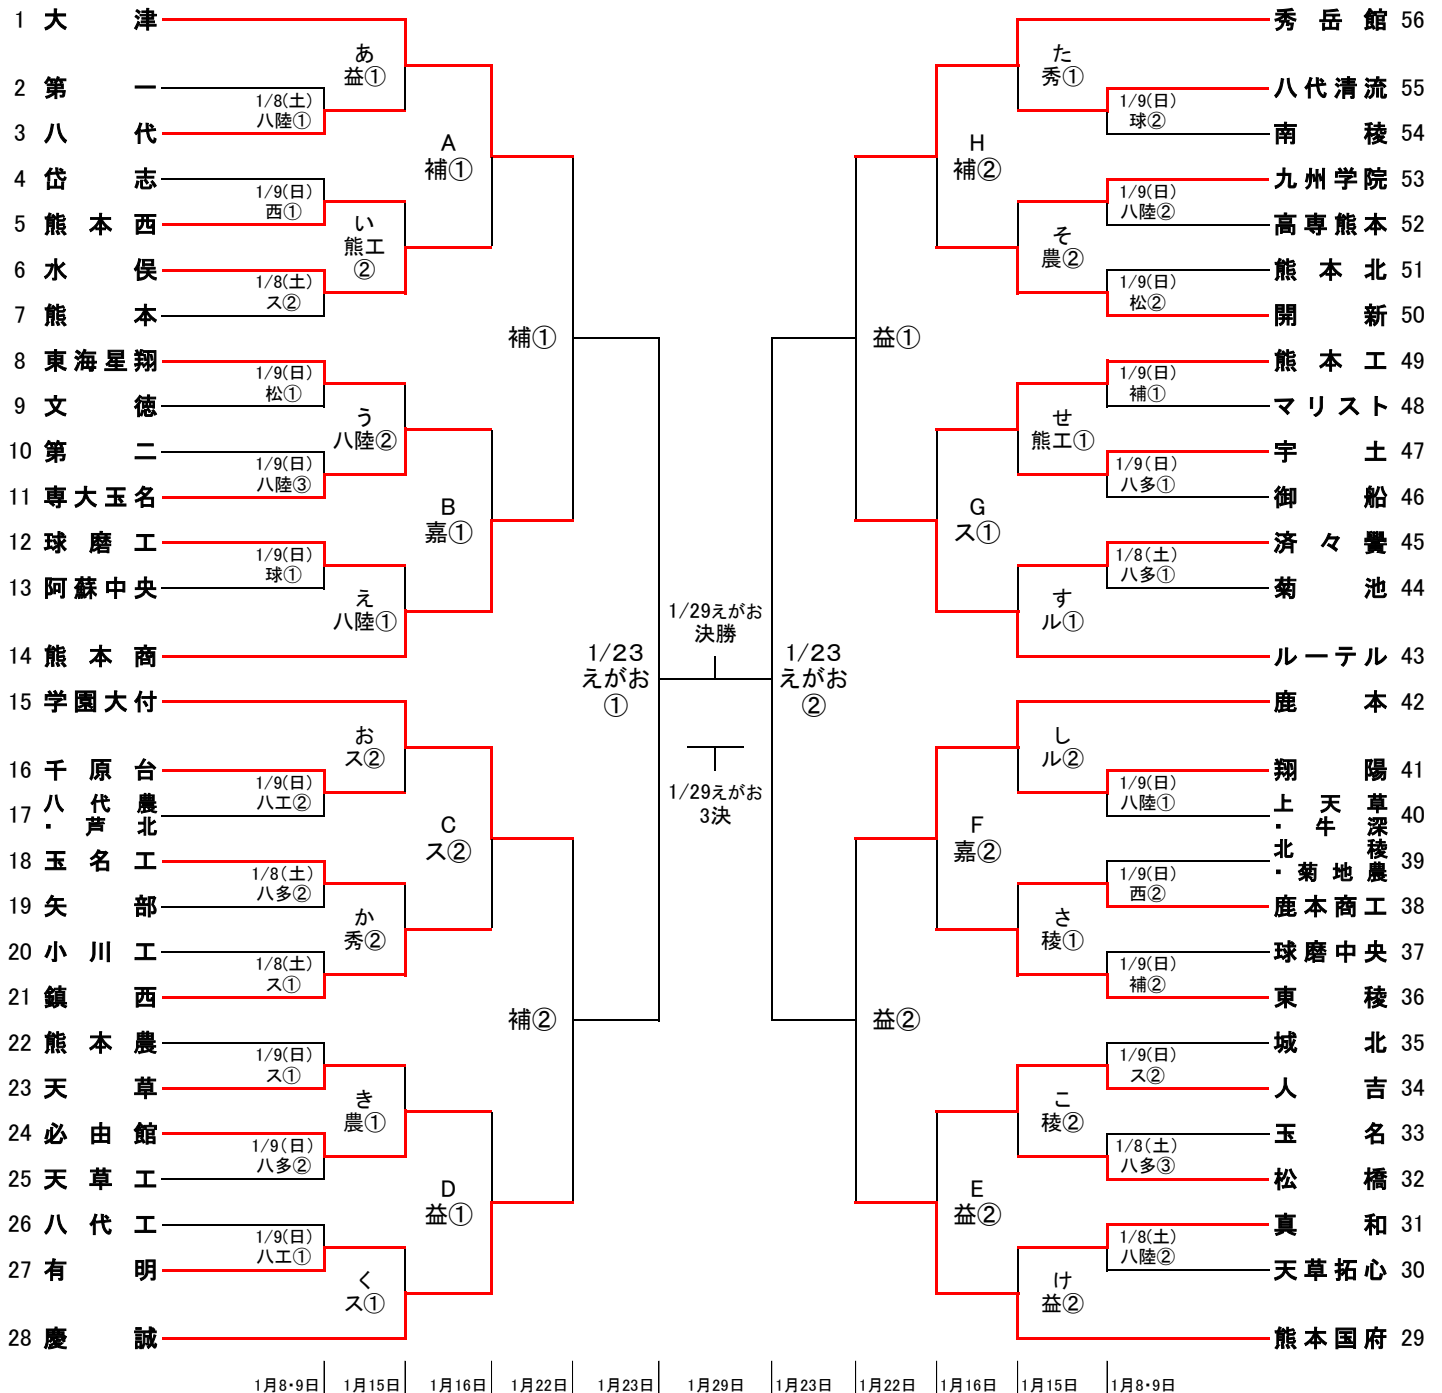 1 大津
2 第一
3 八代
4 岱志
5 熊本西
6 水俣
7 熊本
8 東海星翔
9 文徳
10 第二
11 専大玉名
12 球磨工
13 阿蘇中央
14 熊本商
15 学園大付
16 千原台
17 八代農
・芦北
18 玉名工
19 矢部
20 小川工
21 鎮西
22 熊本農
23 天草
24 必由館
25 天草工
26 八代工
27 有明
28 慶誠
1/8(土)
八陸①
1/9(日)
西①
1/8(土)
ス②
1/9(日)
松①
1/9(日)
八陸③
1/9(日)
球①
1/9(日)
八工②
1/8(土)
八多②
1/8(土)
ス①
1/9(日)
ス①
1/9(日)
八多②
1/9(日)
八工①
あ
益①
い
熊工
②
う
八陸②
え
八陸①
お
ス②
か
秀②
き
農①
く
ス①
A
補①
B
嘉①
C
ス②
D
益①
補①
補②
1/23
えがお
①
1/29えがお
決勝
1/29えがお
3決
1/23
えがお
②
益①
益②
H
補②
G
ス①
F
嘉②
E
益②
た
秀①
そ
農②
せ
熊工①
す
ル①
し
ル②
さ
稜①
こ
稜②
け
益②
1/9(日)
球②
1/9(日)
八陸②
1/9(日)
松②
1/9(日)
補①
1/9(日)
八多①
1/8(土)
八多①
1/9(日)
八陸①
1/9(日)
西②
1/9(日)
補②
1/9(日)
ス②
1/8(土)
八多③
1/8(土)
八陸②
秀岳館 56
八代清流 55
南稜 54
九州学院 53
高専熊本 52
熊本北 51
開新 50
熊本工 49
マリスト 48
宇土 47
御船 46
済々黌 45
菊池 44
ルーテル 43
鹿本 42
翔陽 41
上天草
・牛深 40
北稜
・菊地農 39
鹿本商工 38
球磨中央 37
東稜 36
城北 35
人吉 34
玉名 33
松橋 32
真和 31
天草拓心 30
熊本国府 29
1月8・9日 1月15日 1月16日 1月22日 1月23日 1月29日 1月23日 1月22日 1月16日 1月15日 1月8・9日